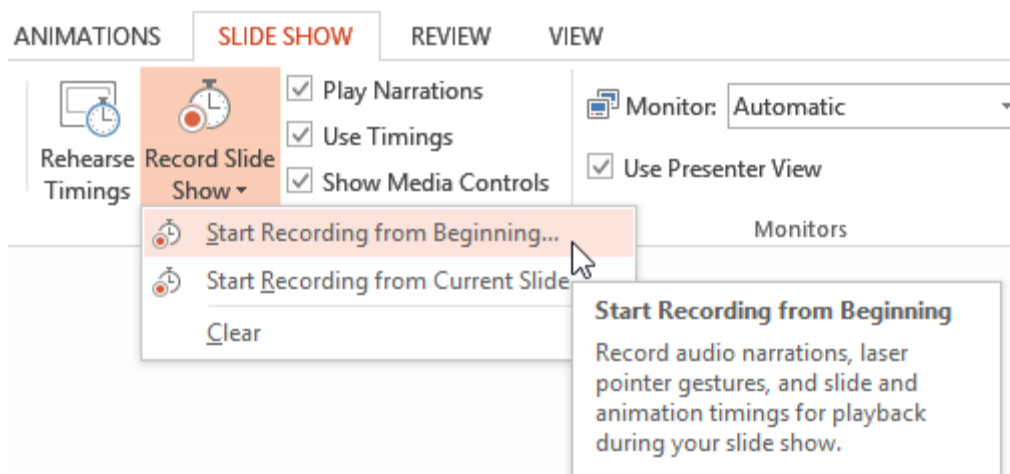 ANIMATIONS SLIDE SHOW REVIEW VIEW
Rehearse
Timings
Record Slide
Show
Play Narrations
Use Timings
Show Media Controls
Monitor: Automatic
Use Presenter View
Monitors
Start Recording from Beginning...
Start Recording from Current Slide
Clear
Start Recording from Beginning
Record audio narrations, laser
pointer gestures, and slide and
animation timings for playback
during your slide show.